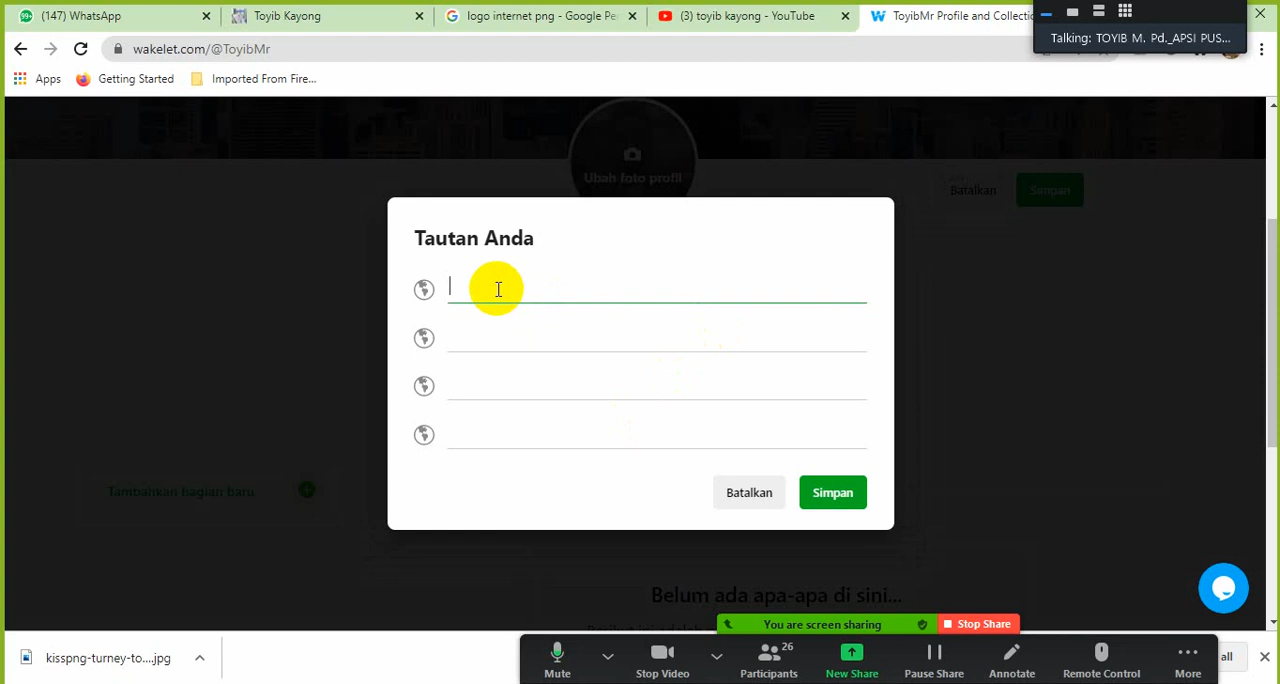 (147) WhatsApp
Toyib Kayong
logo internet png - Google Pe
(3) toyib kayong - YouTube
ToyibMr Profile and Collectio
Talking: TOYIB M. Pd._APSI PUS...
wakelet.com/@ToyibMr
Apps
Getting Started
Imported From Fire...
Ubah foto profil
Batalkan
Simpan
Tautan Anda
Batalkan
Simpan
Tambahkan bagian baru
Belum ada apa-apa di sini...
You are screen sharing
Stop Share
kisspng-turney-to....jpg
Mute
Stop Video
Participants
26
New Share
Pause Share
Annotate
Remote Control
More
all